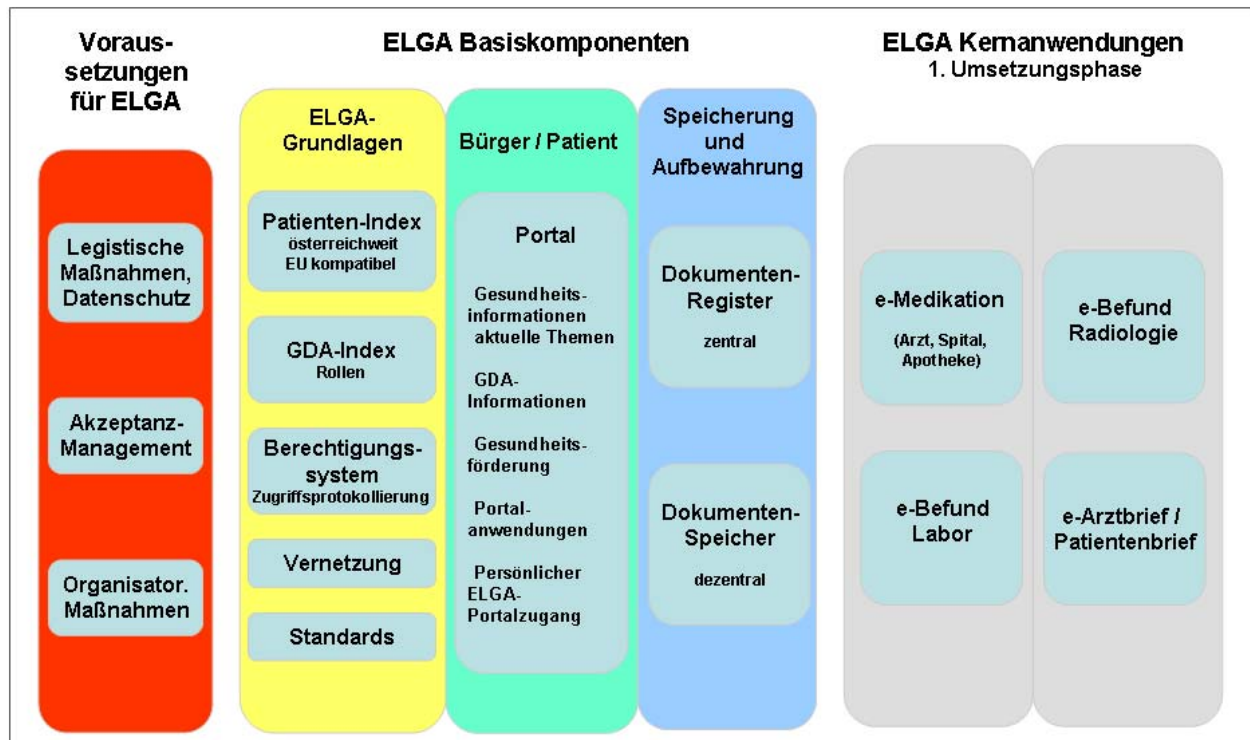 Voraus-
setzungen
für ELGA
Legistische
Maßnahmen,
Datenschutz
Akzeptanz-
Management
Organisator.
Maßnahmen
ELGA Basiskomponenten
ELGA-
Grundlagen
Patienten-Index
österreichweit
EU kompatibel
GDA-Index
Rollen
Berechtigungs-
system
Zugriffsprotokollierung
Vernetzung
Standards
Bürger / Patient
Portal
Gesundheits-
informationen
aktuelle Themen
GDA-
Informationen
Gesundheits-
förderung
Portal-
anwendungen
Persönlicher
ELGA-
Portalzugang
Speicherung
und
Aufbewahrung
Dokumenten-
Register
zentral
Dokumenten-
Speicher
dezentral
ELGA Kernanwendungen
1. Umsetzungsphase
e-Medikation
(Arzt, Spital,
Apotheke)
e-Befund
Radiologie
e-Befund
Labor
e-Arztbrief /
Patientenbrief